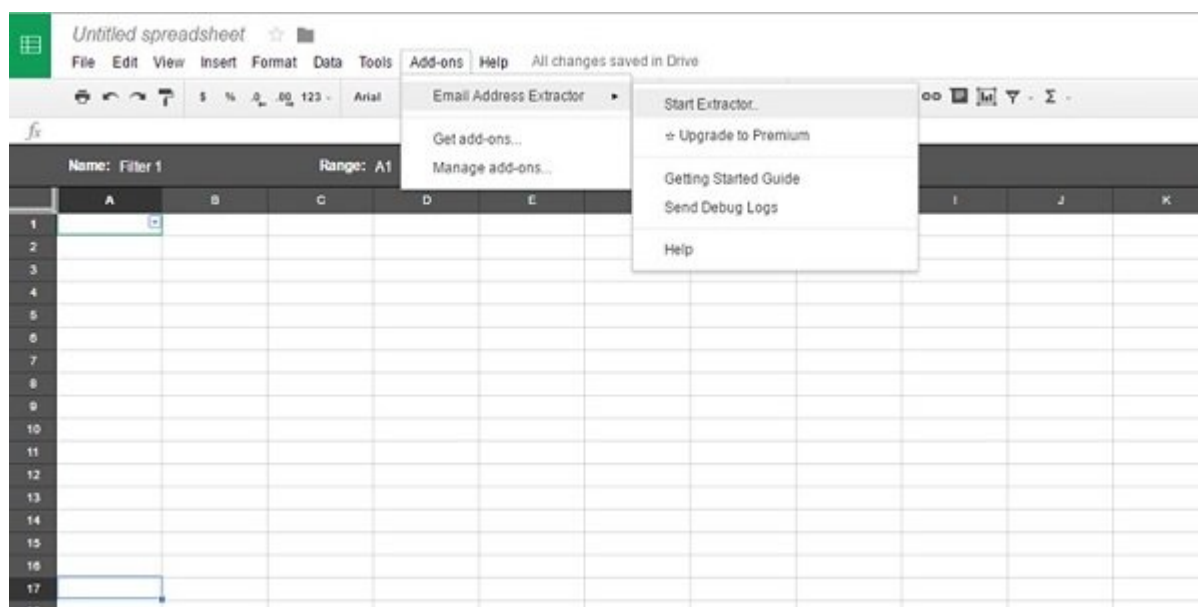 Untitled spreadsheet
File Edit View Insert Format Data Tools Add-ons Help All changes saved in Drive
$ % .0 .00 123 - Arial Email Address Extractor Start Extractor..
fx Get add-ons... Upgrade to Premium
Name: Filter 1 Range: A1 Manage add-ons... Getting Started Guide
A B C D E I J K
Send Debug Logs
1
2
Help
3
4
5
6
7
8
9
10
11
12
13
14
15
16
17